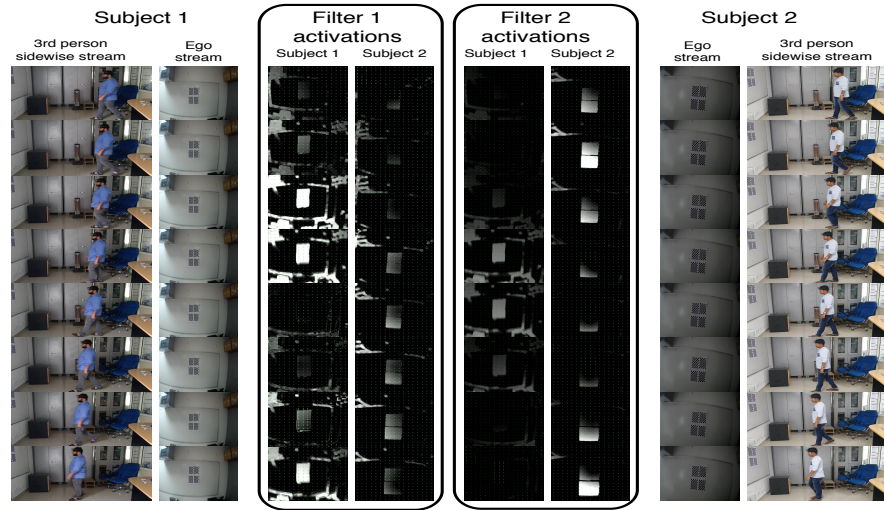 Subject 1
3rd person
sidewise stream
Ego
stream
Filter 1
activations
Subject 1
Subject 2
Filter 2
activations
Subject 1
Subject 2
Subject 2
Ego
stream
3rd person
sidewise stream